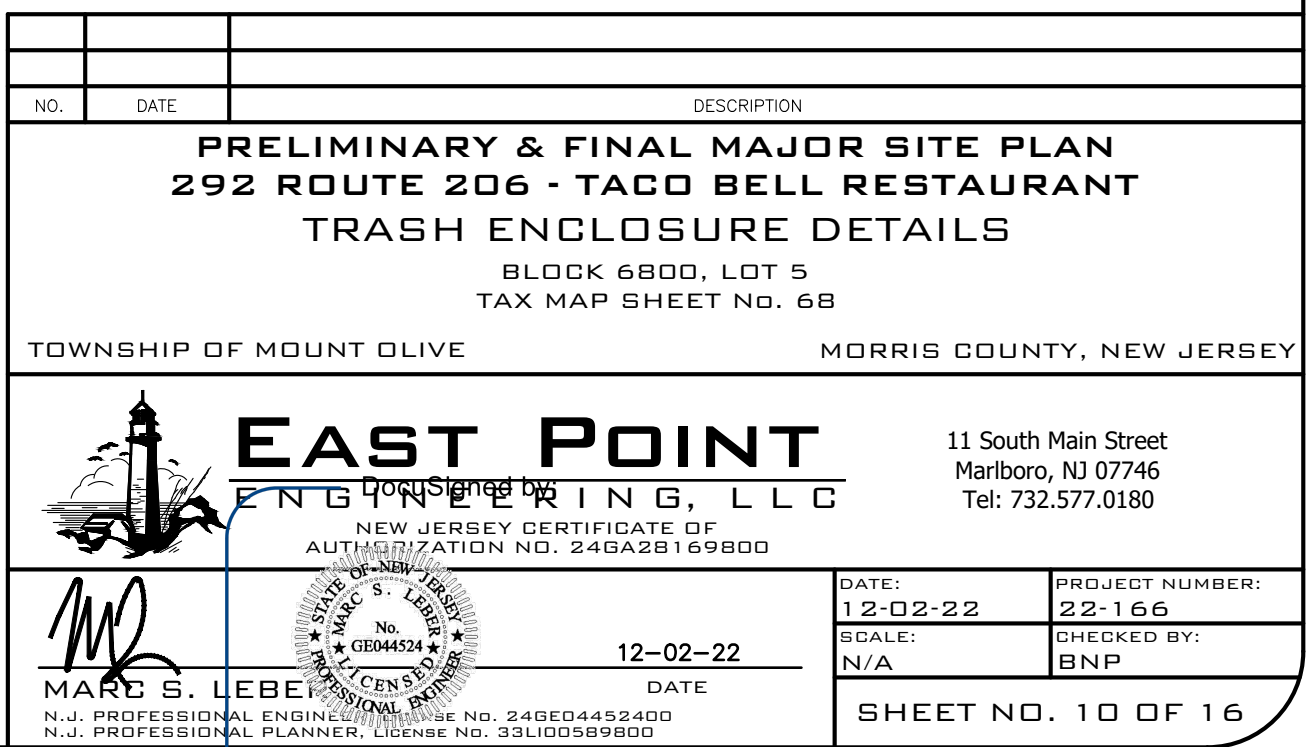 NO. DATE DESCRIPTION
PRELIMINARY & FINAL MAJOR SITE PLAN
292 ROUTE 206 - TACO BELL RESTAURANT
TRASH ENCLOSURE DETAILS
BLOCK 6800, LOT 5
TAX MAP SHEET No. 68
TOWNSHIP OF MOUNT OLIVE MORRIS COUNTY, NEW JERSEY
EAST POINT
ENGINEERING, LLC
DocuSigned by:
NEW JERSEY CERTIFICATE OF
AUTHORIZATION NO. 24GA28169800
11 South Main Street
Marlboro, NJ 07746
Tel: 732.577.0180
STATE OF NEW JERSEY
MARC S. LEBER
No.
GE044524
LICENSED
PROFESSIONAL ENGINEER
12-02-22
DATE
MARC S. LEBER
N.J. PROFESSIONAL ENGINEER, LICENSE No. 24GE04452400
N.J. PROFESSIONAL PLANNER, LICENSE No. 33LI00589800
DATE: PROJECT NUMBER:
12-02-22 22-166
SCALE: CHECKED BY:
N/A BNP
SHEET NO. 10 OF 16